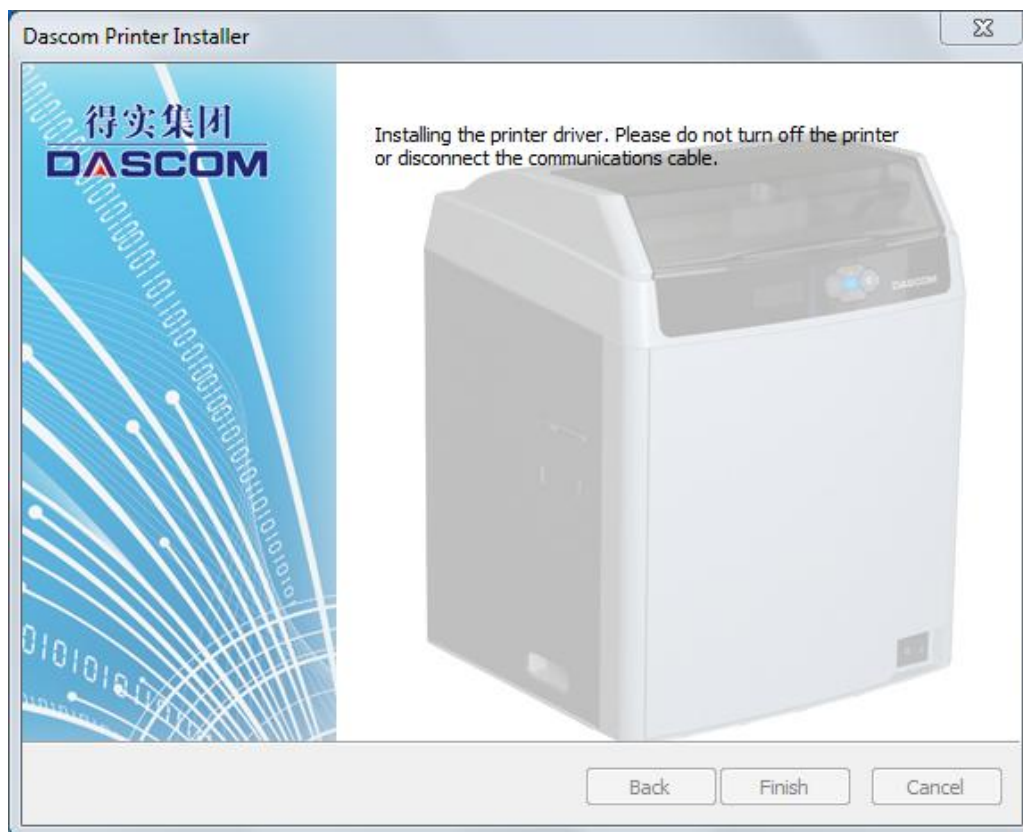 Dascom Printer Installer
得实集团
DASCOM
Installing the printer driver. Please do not turn off the printer
or disconnect the communications cable.
DASCOM
Back
Finish
Cancel